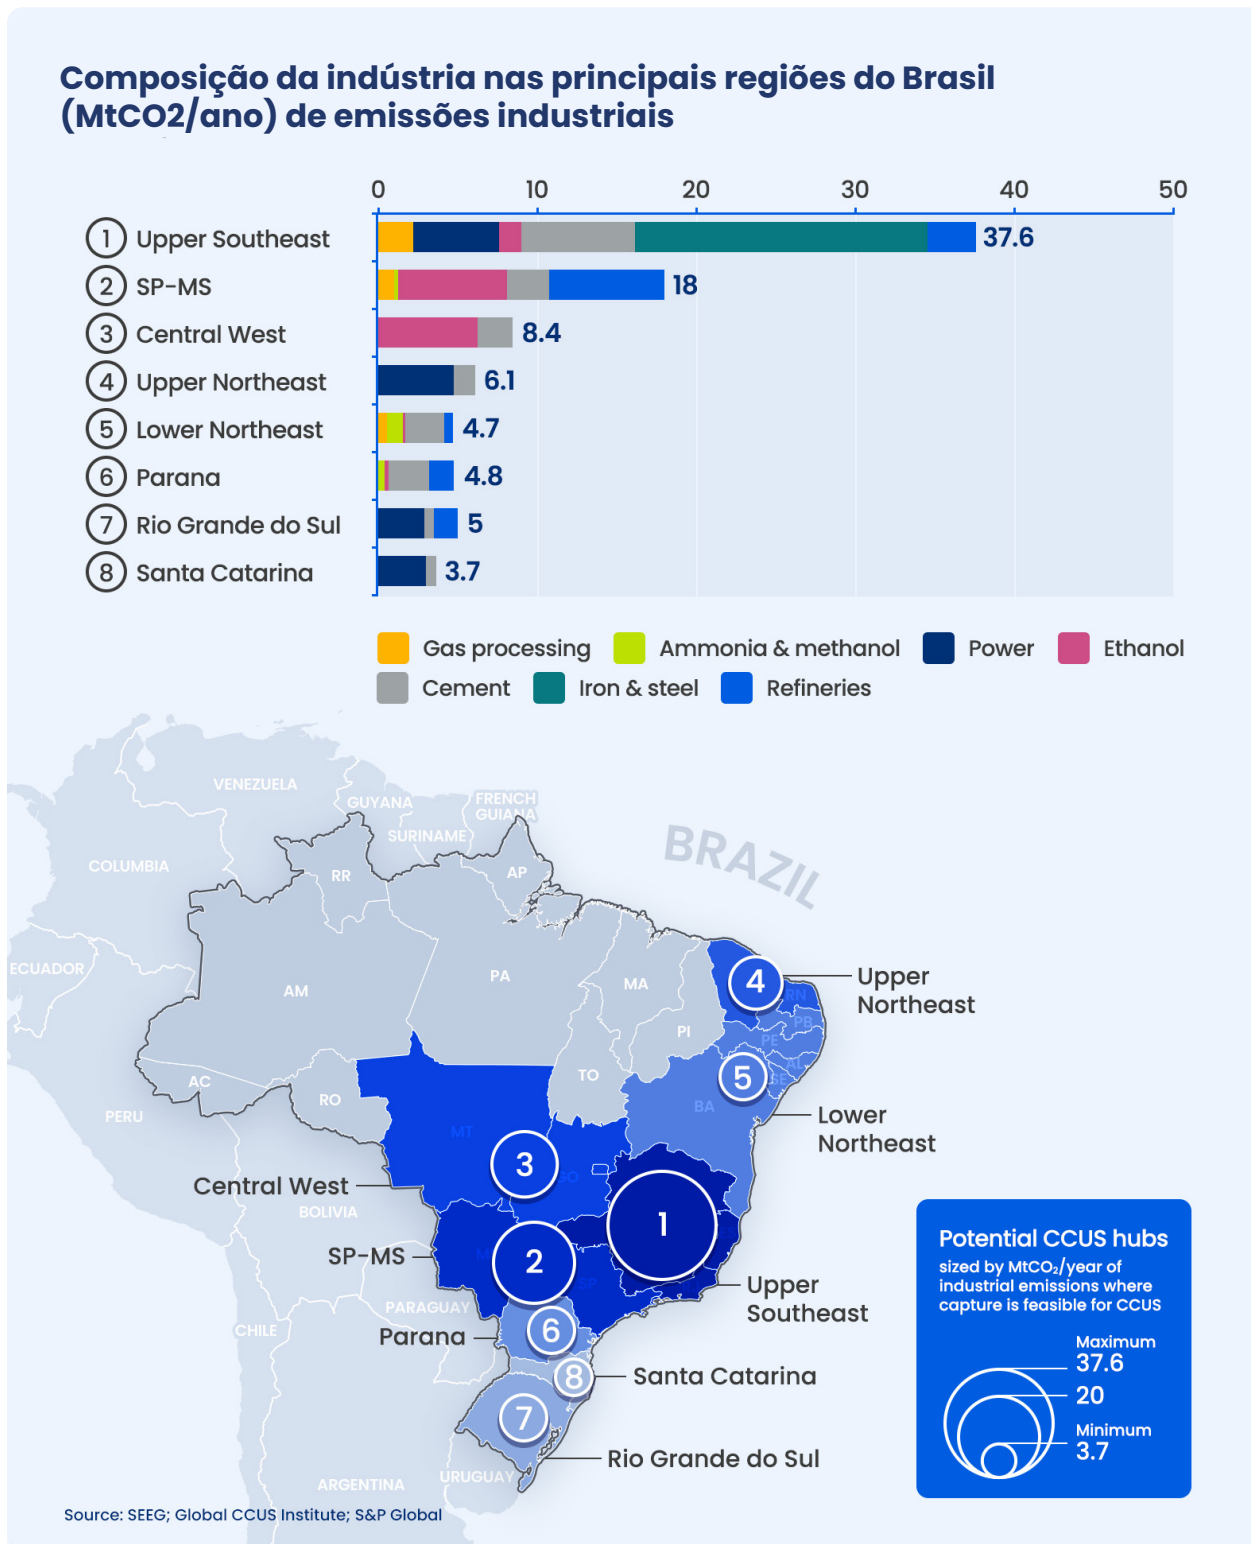 Composição da indústria nas principais regiões do Brasil
(MtCO2/ano) de emissões industriais
0 10 20 30 40 50
1 Upper Southeast 37.6
2 SP-MS 18
3 Central West 8.4
4 Upper Northeast 6.1
5 Lower Northeast 4.7
6 Parana 4.8
7 Rio Grande do Sul 5
8 Santa Catarina 3.7
Gas processing Ammonia & methanol Power Ethanol
Cement Iron & steel Refineries
VENEZUELA
GUYANA
FRENCH
GUIANA
SURINAME
COLUMBIA
BRAZIL
RR
AP
ECUADOR
AM
PA
MA
4
Upper
Northeast
RN
PB
PI
PE
AL
SE
TO
5
BA
AC
RO
PERU
Lower
Northeast
MT
3
GO
Central West
BOLIVIA
1
SP-MS
2
SP
Upper
Southeast
PARAGUAY
CHILE
Parana
6
8
Santa Catarina
7
Rio Grande do Sul
URUGUAY
ARGENTINA
Potential CCUS hubs
sized by MtCO₂/year of
industrial emissions where
capture is feasible for CCUS
Maximum
37.6
20
Minimum
3.7
Source: SEEG; Global CCUS Institute; S&P Global